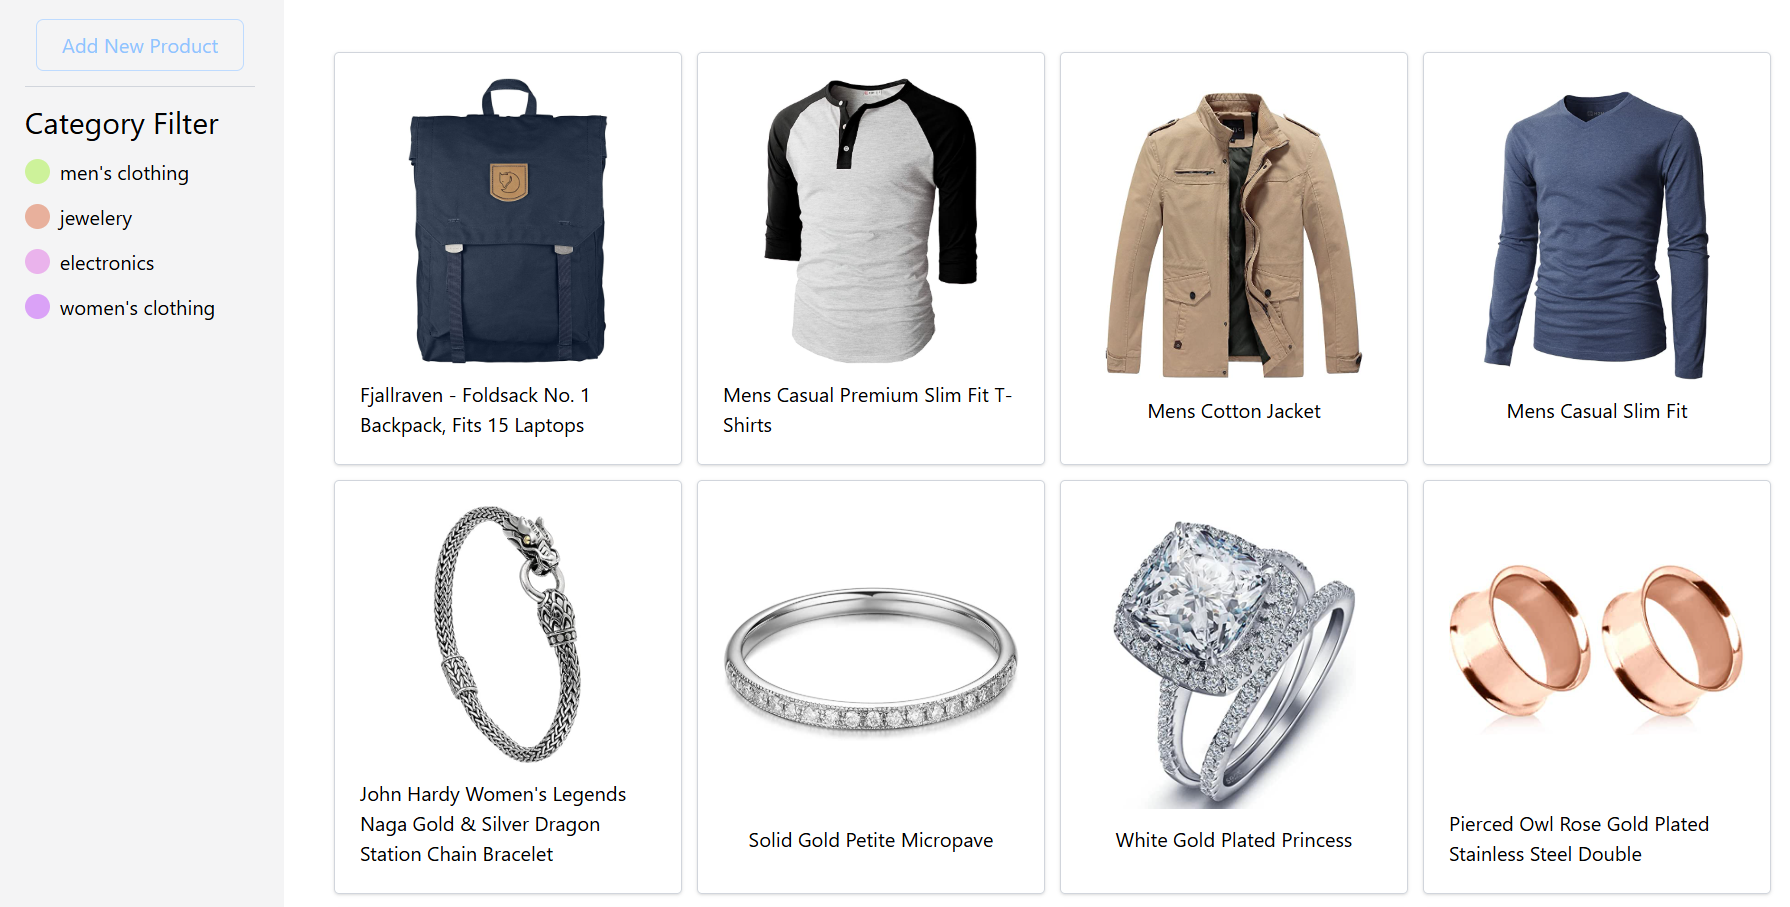 Add New Product
Category Filter
men's clothing
jewelery
electronics
women's clothing
Fjallraven - Foldsack No. 1
Backpack, Fits 15 Laptops
Mens Casual Premium Slim Fit T-
Shirts
Mens Cotton Jacket
Mens Casual Slim Fit
John Hardy Women's Legends
Naga Gold & Silver Dragon
Station Chain Bracelet
Solid Gold Petite Micropave
White Gold Plated Princess
Pierced Owl Rose Gold Plated
Stainless Steel Double